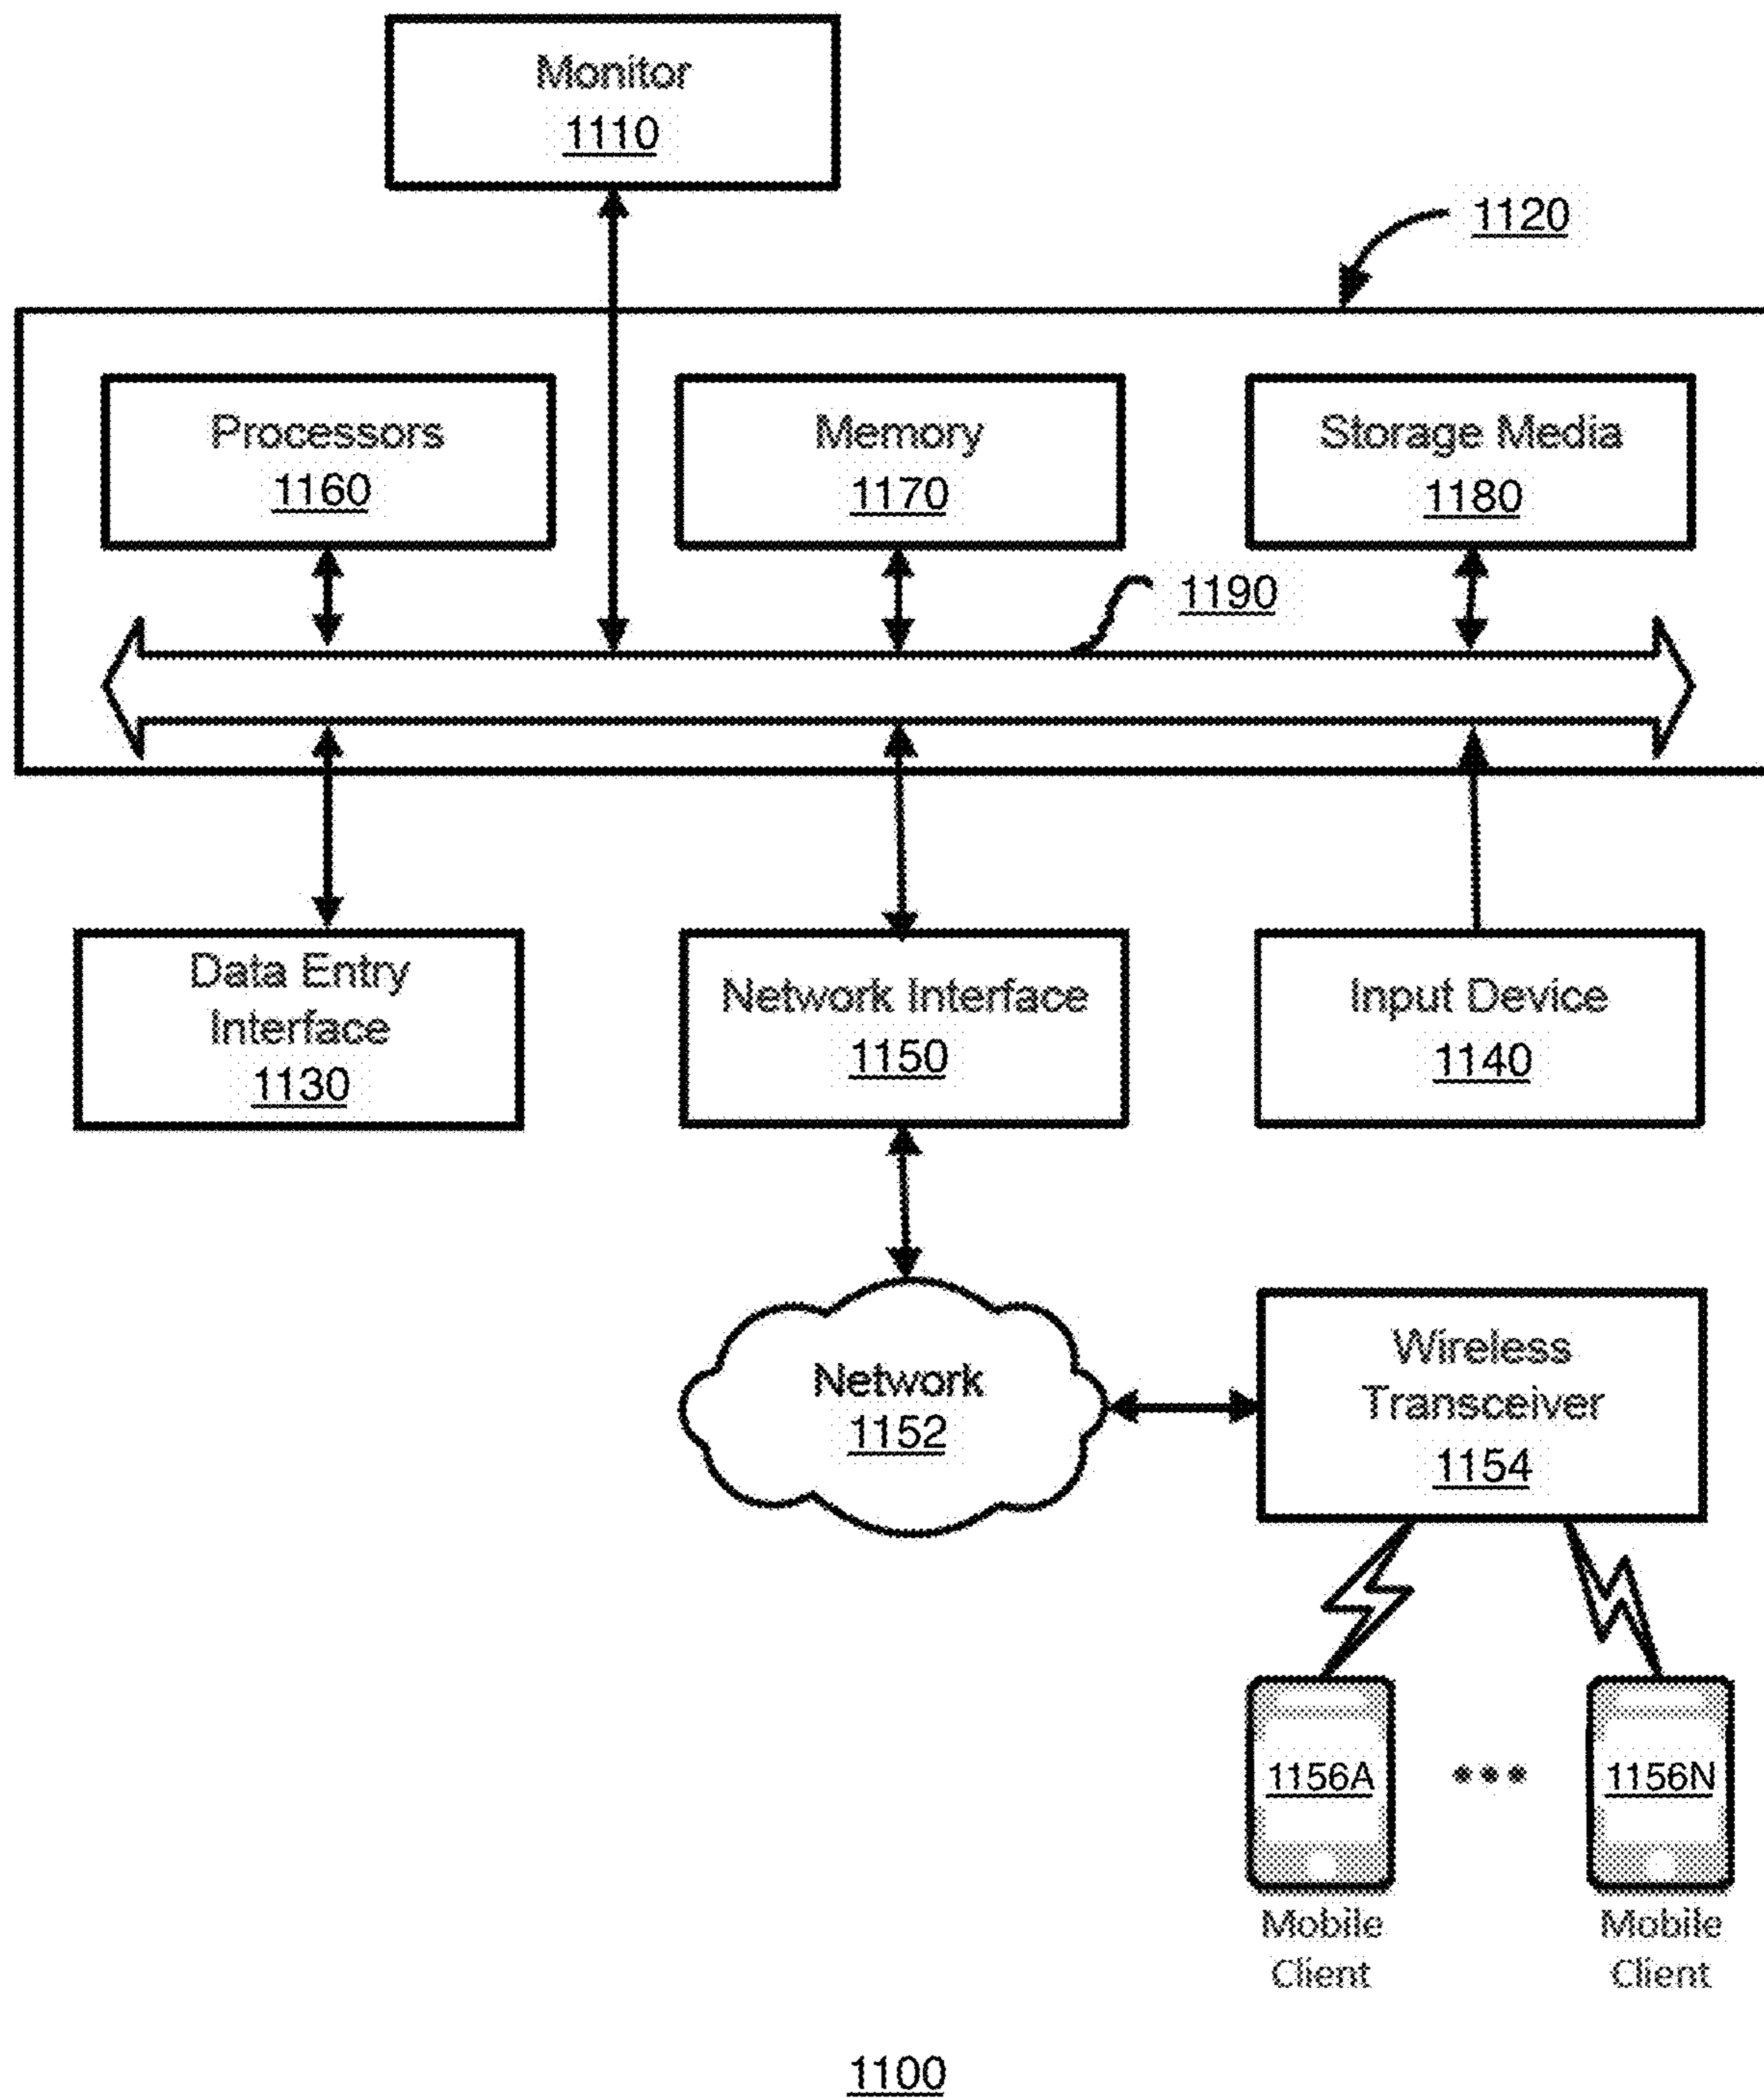 Monitor
1110
1120
Processors
1160
Memory
1170
Storage Media
1180
1190
Data Entry
Interface
1130
Network Interface
1150
Input Device
1140
Network
1152
Wireless
Transceiver
1154
1156A
1156N
Mobile
Client
Mobile
Client
1100